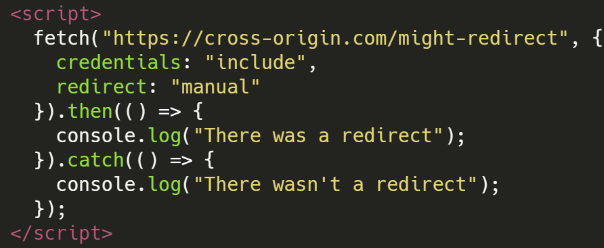 <script>
fetch("https://cross-origin.com/might-redirect", {
credentials: "include",
redirect: "manual"
}).then(() => {
console.log("There was a redirect");
}).catch(() => {
console.log("There wasn't a redirect");
});
</script>